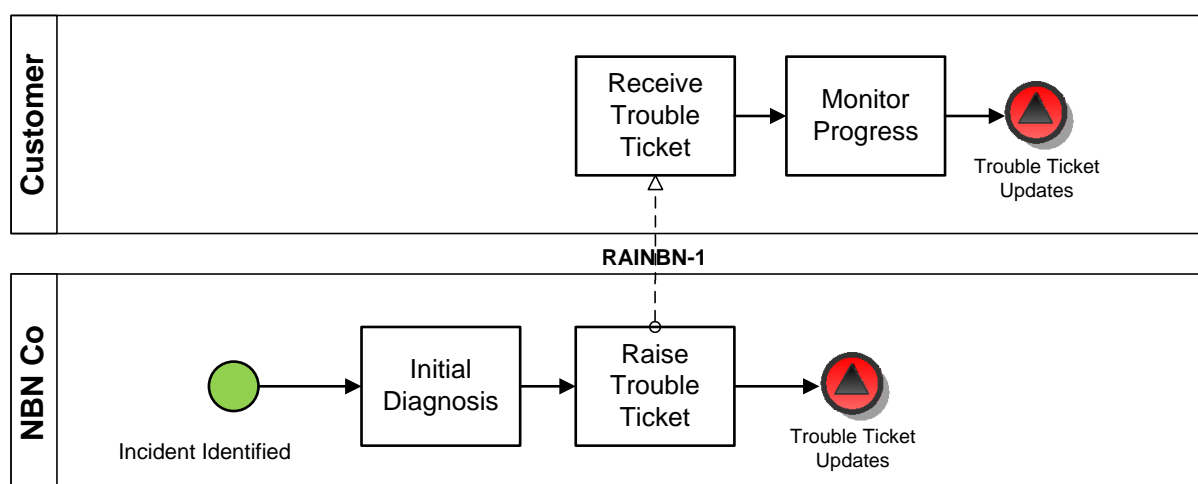 Customer
Receive
Trouble
Ticket
Monitor
Progress
Trouble Ticket
Updates
RAINBN-1
NBN Co
Incident Identified
Initial
Diagnosis
Raise
Trouble
Ticket
Trouble Ticket
Updates